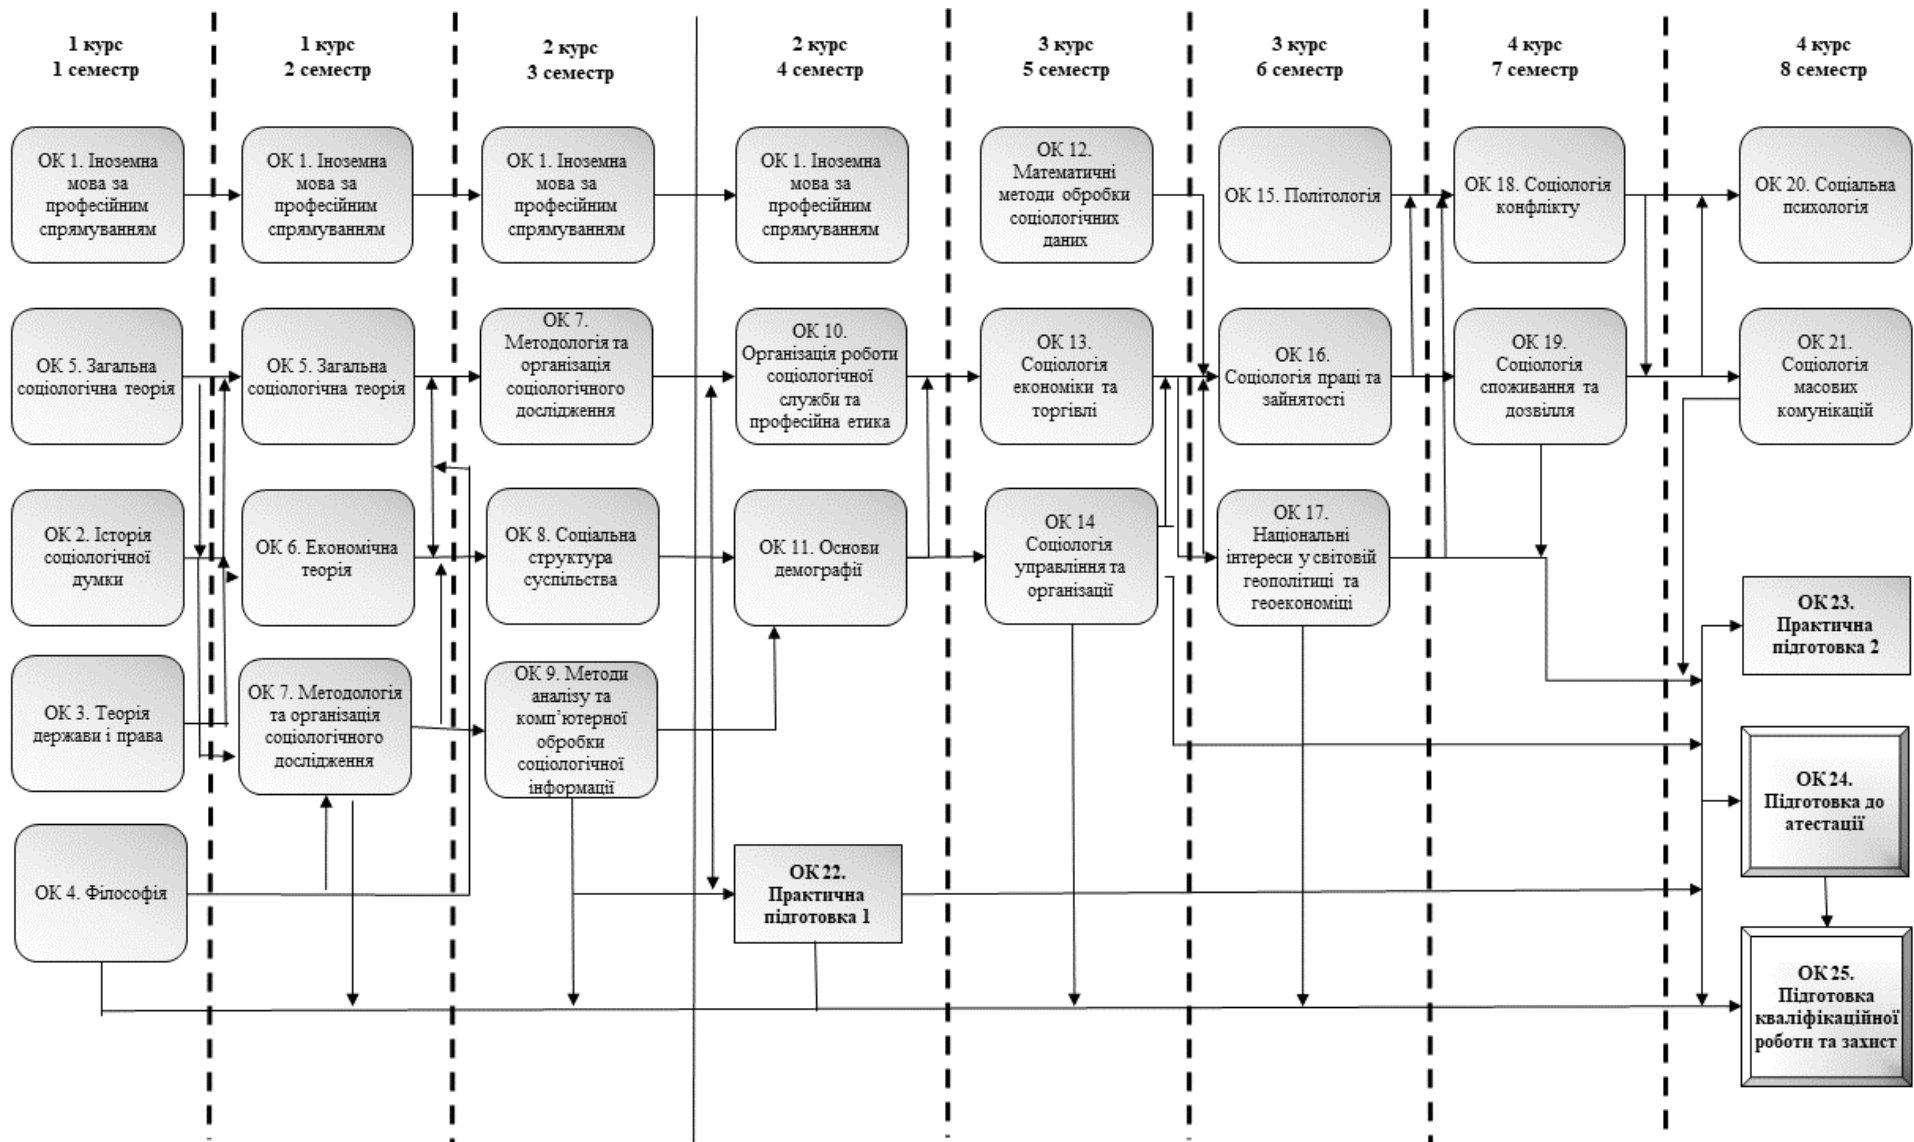 1 курс
1 семестр
1 курс
2 семестр
2 курс
3 семестр
2 курс
4 семестр
3 курс
5 семестр
3 курс
6 семестр
4 курс
7 семестр
4 курс
8 семестр
ОК 1. Іноземна
мова за
професійним
спрямуванням
ОК 1. Іноземна
мова за
професійним
спрямуванням
ОК 1. Іноземна
мова за
професійним
спрямуванням
ОК 1. Іноземна
мова за
професійним
спрямуванням
ОК 12.
Математичні
методи обробки
соціологічних
даних
ОК 15. Політологія
ОК 18. Соціологія
конфлікту
ОК 20. Соціальна
психологія
ОК 5. Загальна
соціологічна теорія
ОК 5. Загальна
соціологічна теорія
ОК 7.
Методологія та
організація
соціологічного
дослідження
ОК 10.
Організація роботи
соціологічної
служби та
професійна етика
ОК 13.
Соціологія
економіки та
торгівлі
ОК 16.
Соціологія праці та
зайнятості
ОК 19.
Соціологія
споживання та
дозвілля
ОК 21.
Соціологія
масових
комунікацій
ОК 2. Історія
соціологічної
думки
ОК 6. Економічна
теорія
ОК 8. Соціальна
структура
суспільства
ОК 11. Основи
демографії
ОК 14
Соціологія
управління та
організації
ОК 17.
Національні
інтереси у світовій
геополітиці та
геоекономіці
ОК 23.
Практична
підготовка 2
ОК 3. Теорія
держави і права
ОК 7. Методологія
та організація
соціологічного
дослідження
ОК 9. Методи
аналізу та
комп’ютерної
обробки
соціологічної
інформації
ОК 24.
Підготовка до
атестації
ОК 4. Філософія
ОК 22.
Практична
підготовка 1
ОК 25.
Підготовка
кваліфікаційної
роботи та захист